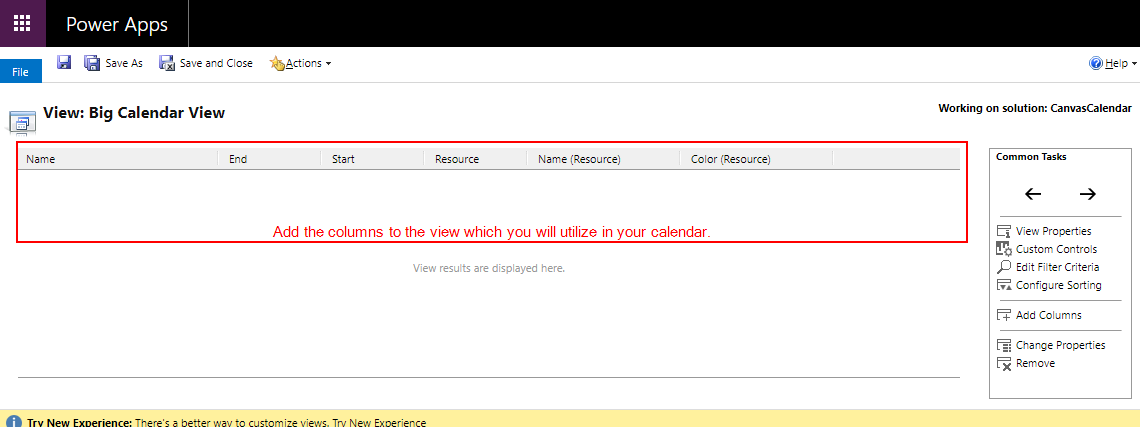 Power Apps
File Save As Save and Close Actions Help
View: Big Calendar View
Working on solution: CanvasCalendar
Name End Start Resource Name (Resource) Color (Resource)
Add the columns to the view which you will utilize in your calendar.
View results are displayed here.
Common Tasks
View Properties
Custom Controls
Edit Filter Criteria
Configure Sorting
Add Columns
Change Properties
Remove
Try New Experience: There's a better way to customize views. Try New Experience